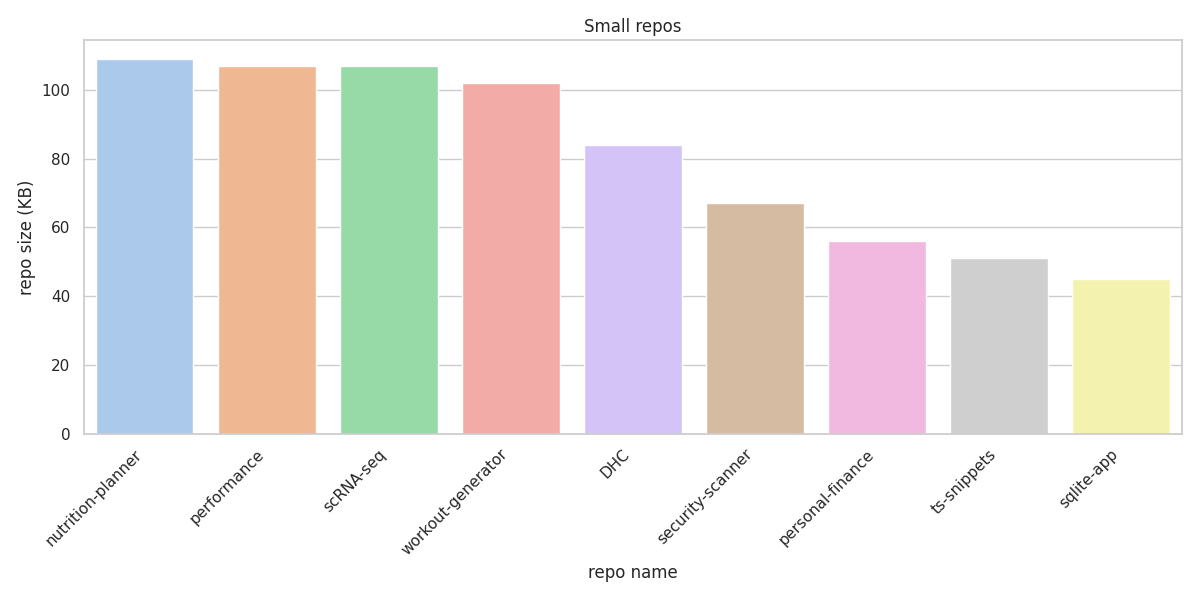 Small repos
repo size (KB)
100
80
60
40
20
0
nutrition-planner
performance
scRNA-seq
workout-generator
DHC
security-scanner
personal-finance
ts-snippets
sqlite-app
repo name